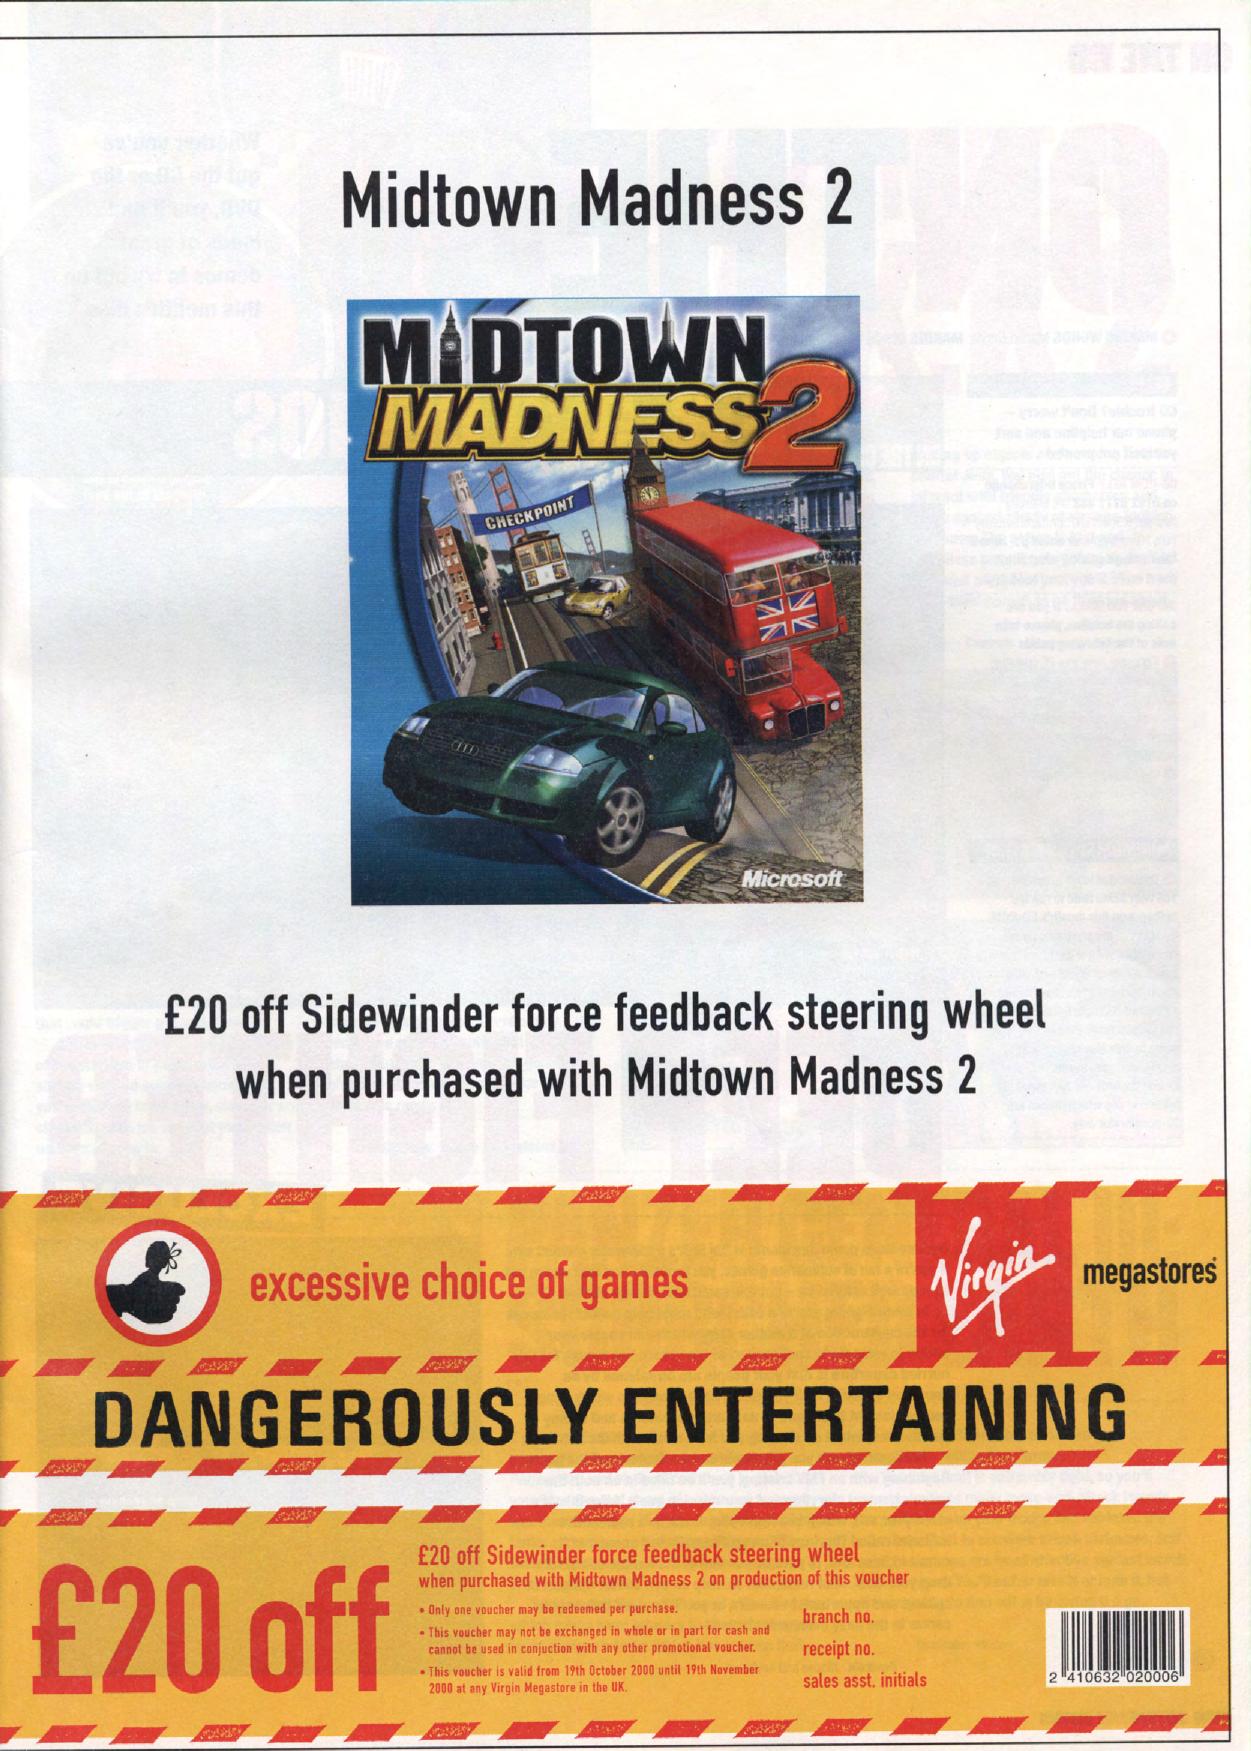 Midtown Madness 2
MIDTOWN
MADNESS 2
CHECKPOINT
Microsoft
£20 off Sidewinder force feedback steering wheel
when purchased with Midtown Madness 2
excessive choice of games
Virgin
megastores
DANGEROUSLY ENTERTAINING
£20 off
£20 off Sidewinder force feedback steering wheel
when purchased with Midtown Madness 2 on production of this voucher
• Only one voucher may be redeemed per purchase.
• This voucher may not be exchanged in whole or in part for cash and
cannot be used in conjuction with any other promotional voucher.
• This voucher is valid from 19th October 2000 until 19th November
2000 at any Virgin Megastore in the UK.
branch no.
receipt no.
sales asst. initials
2 410632 020006